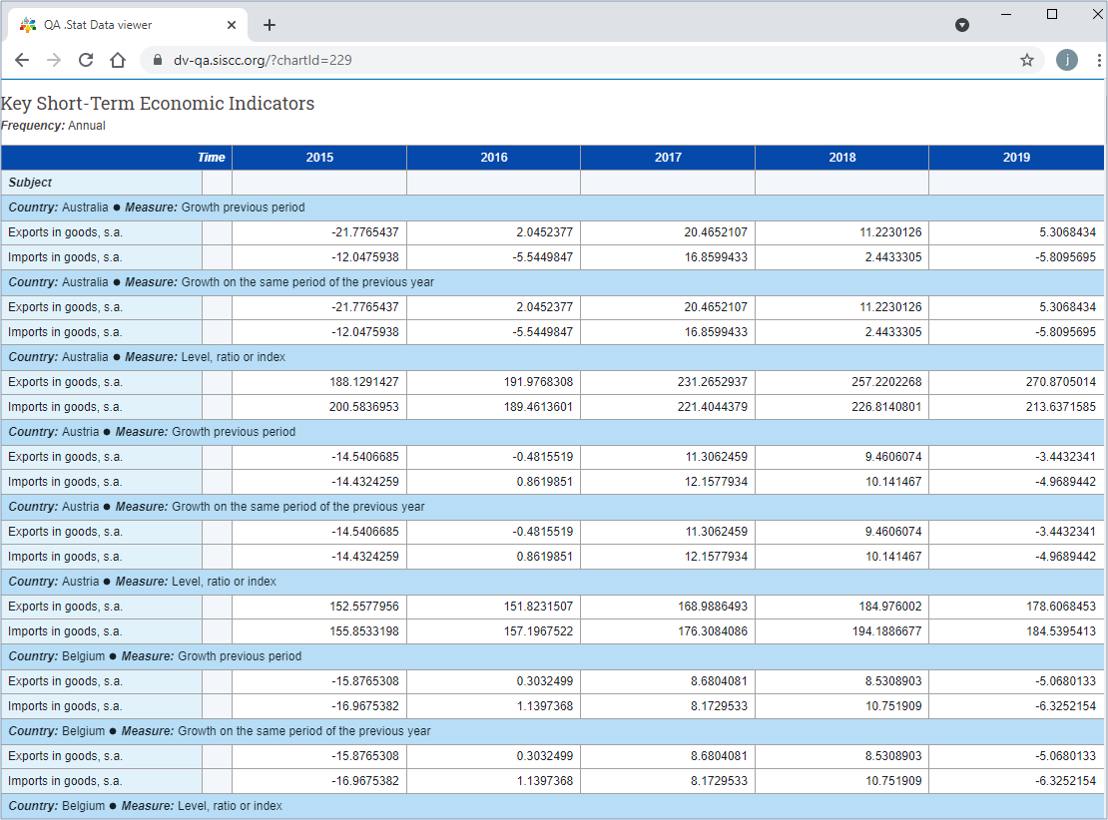 QA .Stat Data viewer
dv-qa.siscc.org/?chartId=229
j
Key Short-Term Economic Indicators
Frequency: Annual
Time 2015 2016 2017 2018 2019
Subject
Country: Australia ● Measure: Growth previous period
Exports in goods, s.a. -21.7765437 2.0452377 20.4652107 11.2230126 5.3068434
Imports in goods, s.a. -12.0475938 -5.5449847 16.8599433 2.4433305 -5.8095695
Country: Australia ● Measure: Growth on the same period of the previous year
Exports in goods, s.a. -21.7765437 2.0452377 20.4652107 11.2230126 5.3068434
Imports in goods, s.a. -12.0475938 -5.5449847 16.8599433 2.4433305 -5.8095695
Country: Australia ● Measure: Level, ratio or index
Exports in goods, s.a. 188.1291427 191.9768308 231.2652937 257.2202268 270.8705014
Imports in goods, s.a. 200.5836953 189.4613601 221.4044379 226.8140801 213.6371585
Country: Austria ● Measure: Growth previous period
Exports in goods, s.a. -14.5406685 -0.4815519 11.3062459 9.4606074 -3.4432341
Imports in goods, s.a. -14.4324259 0.8619851 12.1577934 10.141467 -4.9689442
Country: Austria ● Measure: Growth on the same period of the previous year
Exports in goods, s.a. -14.5406685 -0.4815519 11.3062459 9.4606074 -3.4432341
Imports in goods, s.a. -14.4324259 0.8619851 12.1577934 10.141467 -4.9689442
Country: Austria ● Measure: Level, ratio or index
Exports in goods, s.a. 152.5577956 151.8231507 168.9886493 184.976002 178.6068453
Imports in goods, s.a. 155.8533198 157.1967522 176.3084086 194.1886677 184.5395413
Country: Belgium ● Measure: Growth previous period
Exports in goods, s.a. -15.8765308 0.3032499 8.6804081 8.5308903 -5.0680133
Imports in goods, s.a. -16.9675382 1.1397368 8.1729533 10.751909 -6.3252154
Country: Belgium ● Measure: Growth on the same period of the previous year
Exports in goods, s.a. -15.8765308 0.3032499 8.6804081 8.5308903 -5.0680133
Imports in goods, s.a. -16.9675382 1.1397368 8.1729533 10.751909 -6.3252154
Country: Belgium ● Measure: Level, ratio or index